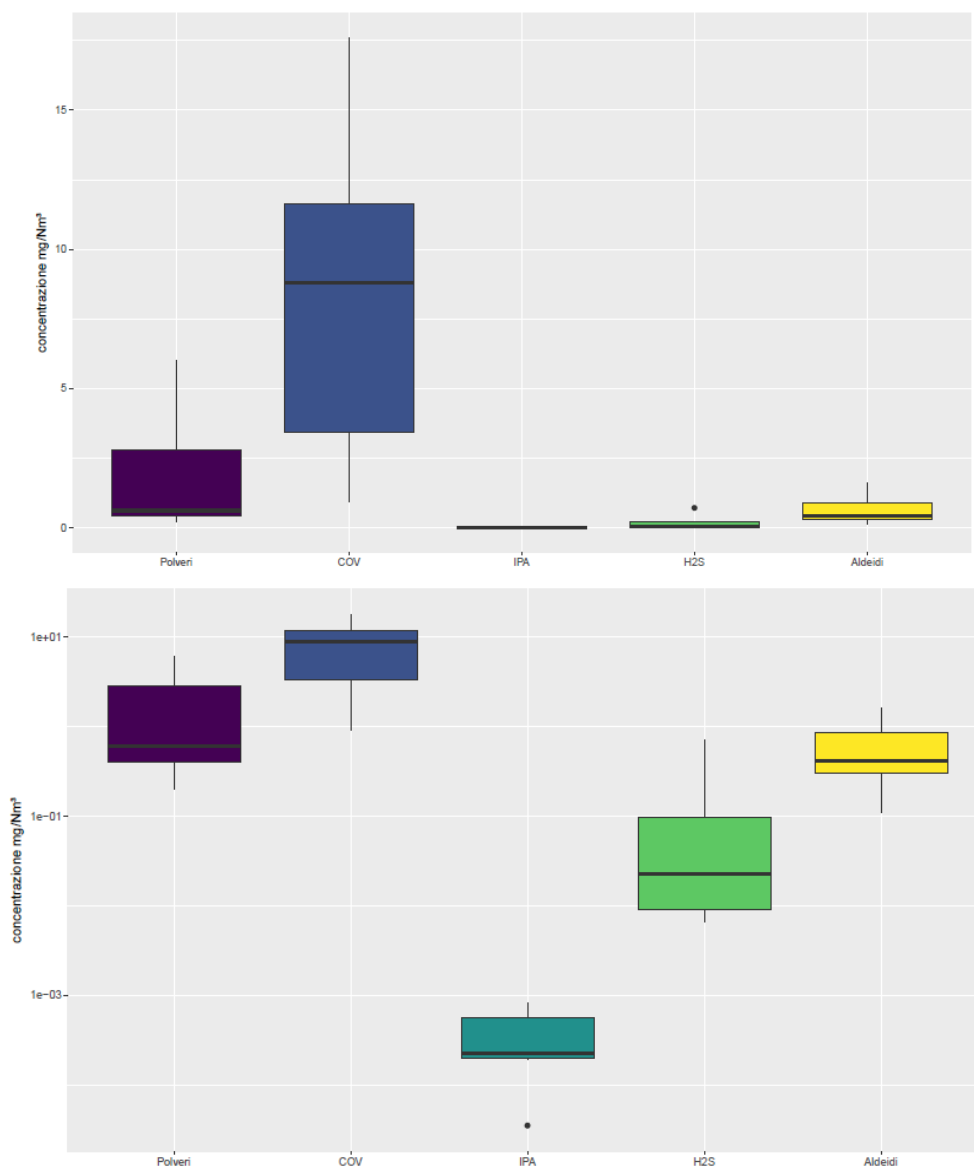 concentrazione mg/Nm³
15
10
5
0
Polveri COV IPA H2S Aldeidi
concentrazione mg/Nm³
1e+01
1e−01
1e−03
Polveri COV IPA H2S Aldeidi